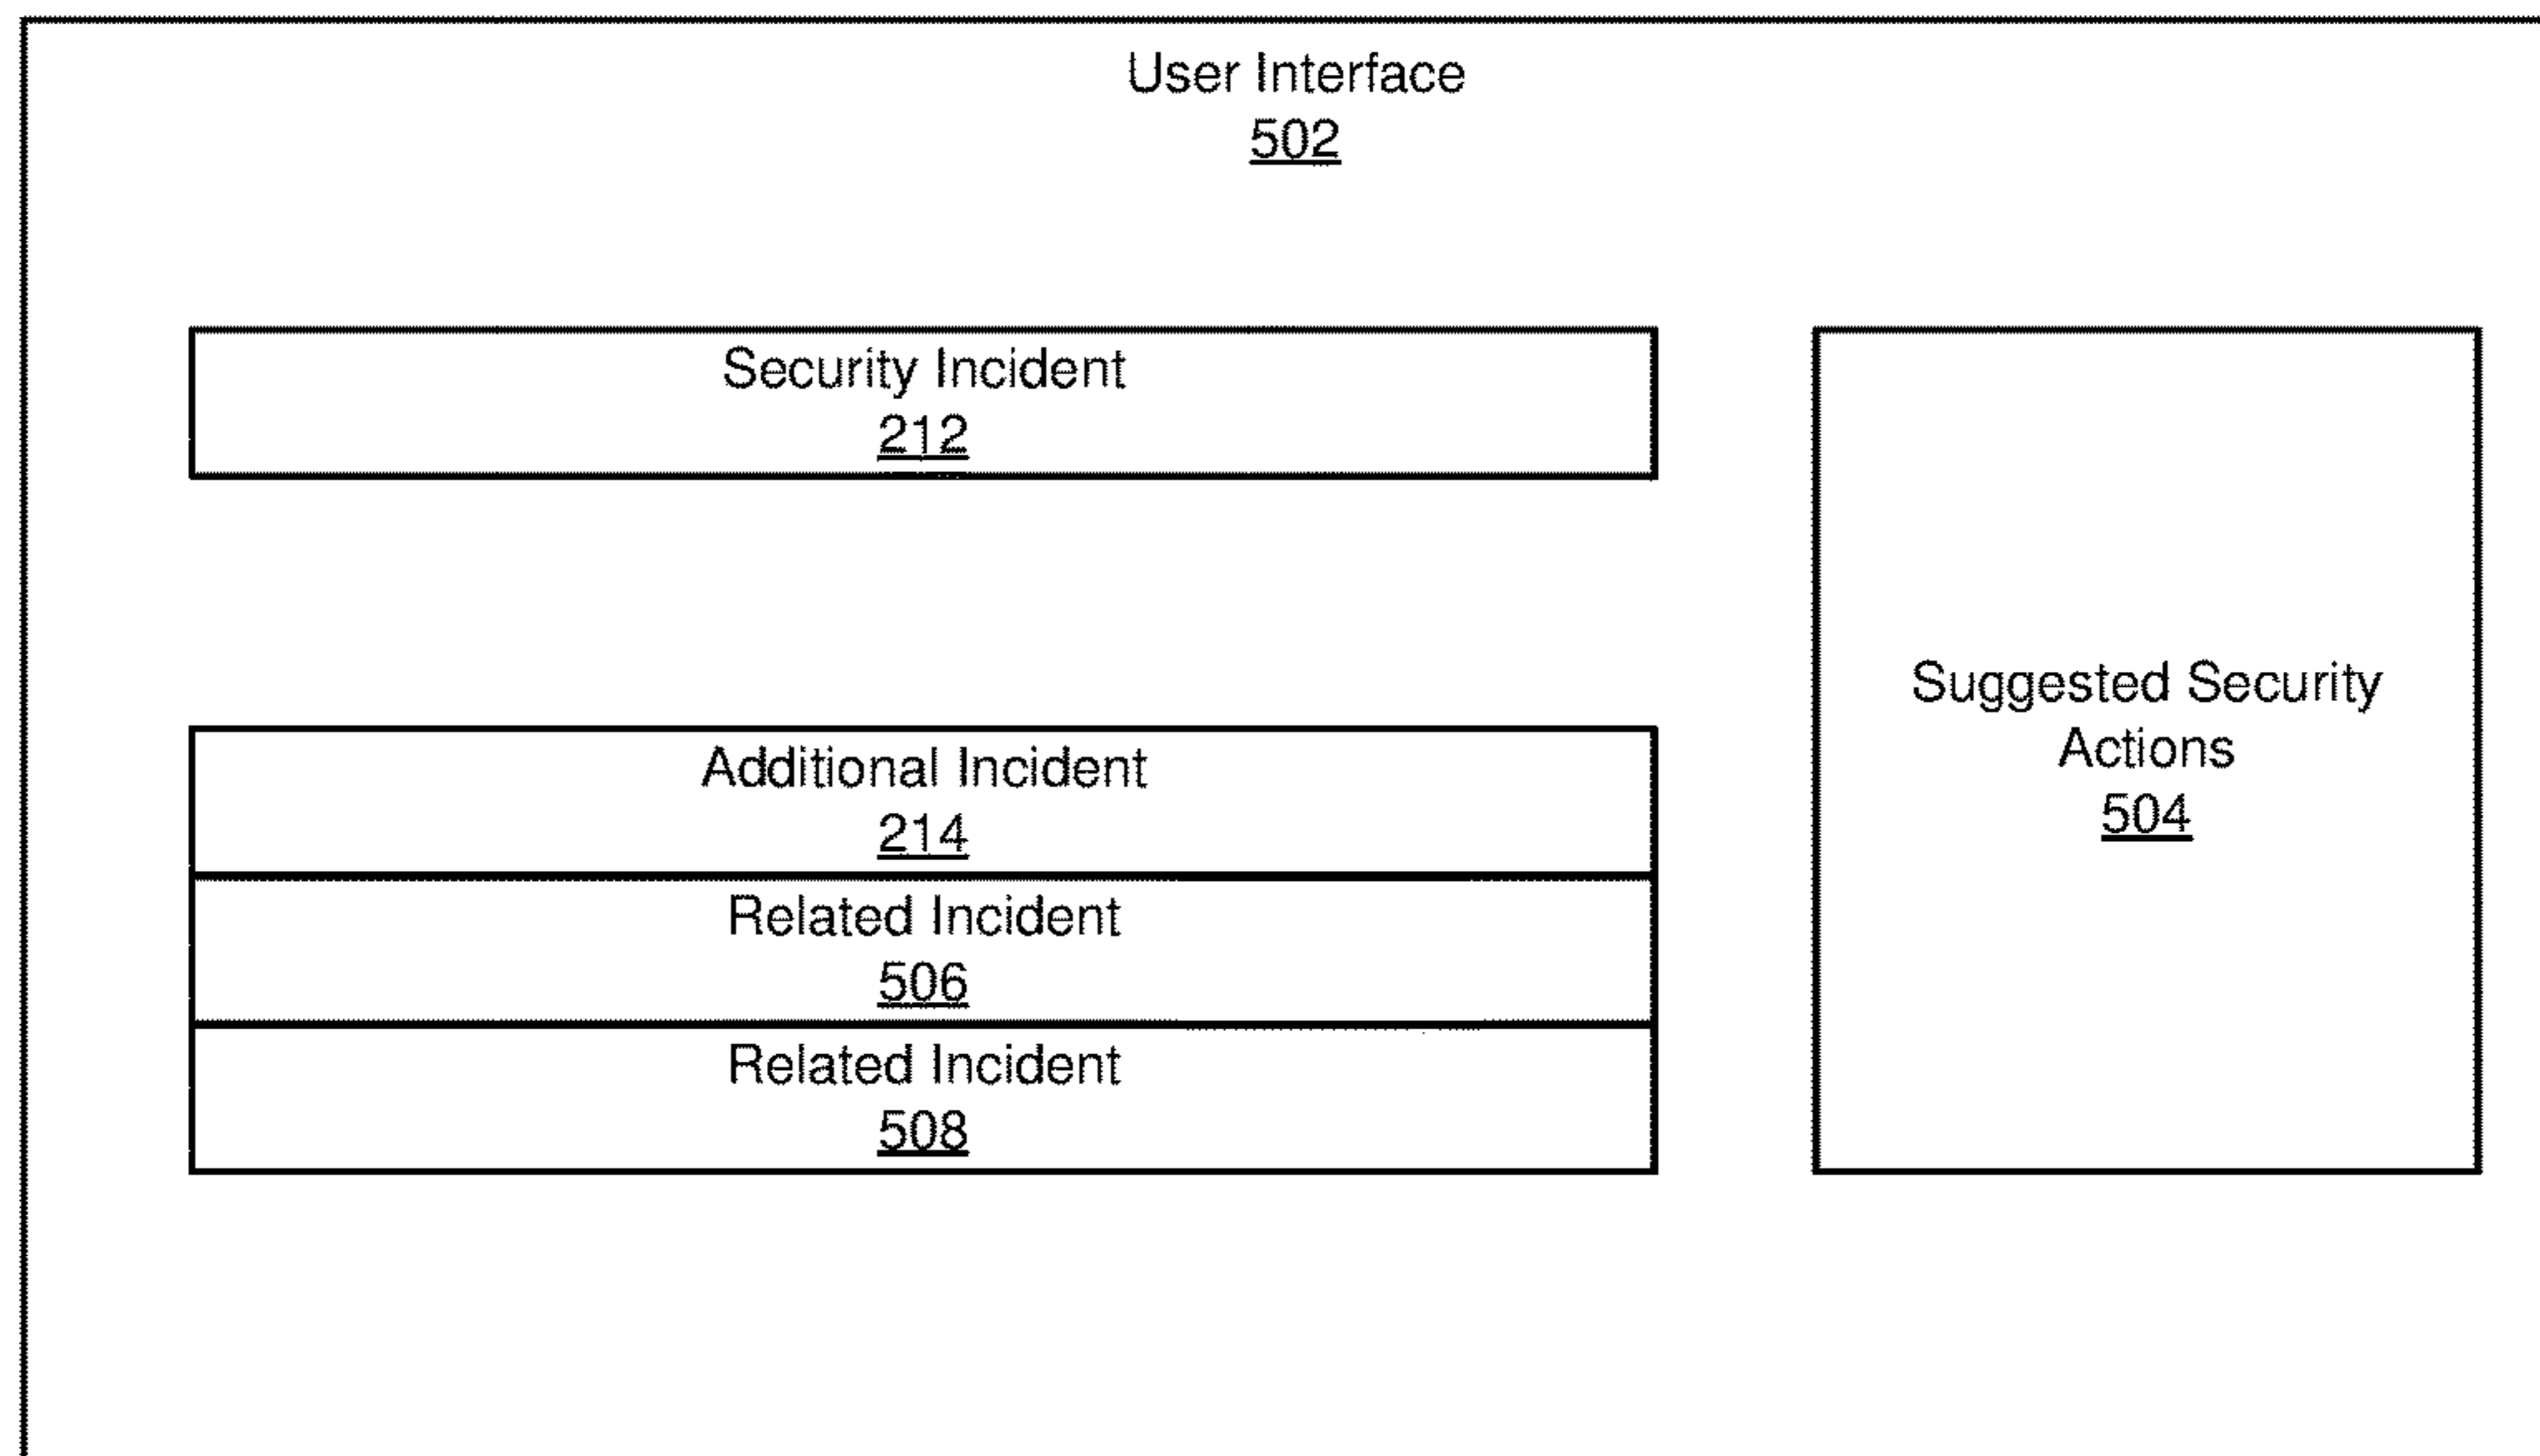 User Interface
502
Security Incident
212
Additional Incident
214
Related Incident
506
Related Incident
508
Suggested Security
Actions
504